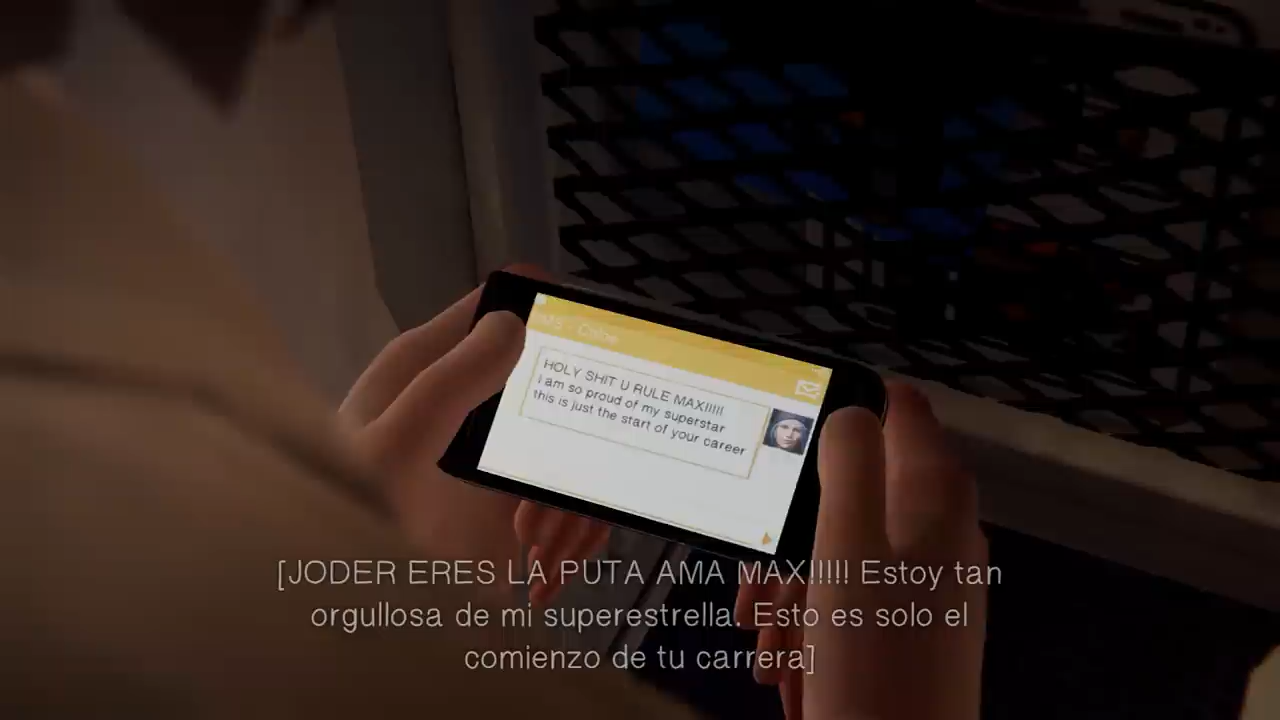 SMS - Chloe
HOLY SHIT U RULE MAX!!!!!
I am so proud of my superstar
this is just the start of your career
[JODER ERES LA PUTA AMA MAX!!!!! Estoy tan
orgullosa de mi superestrella. Esto es solo el
comienzo de tu carrera]